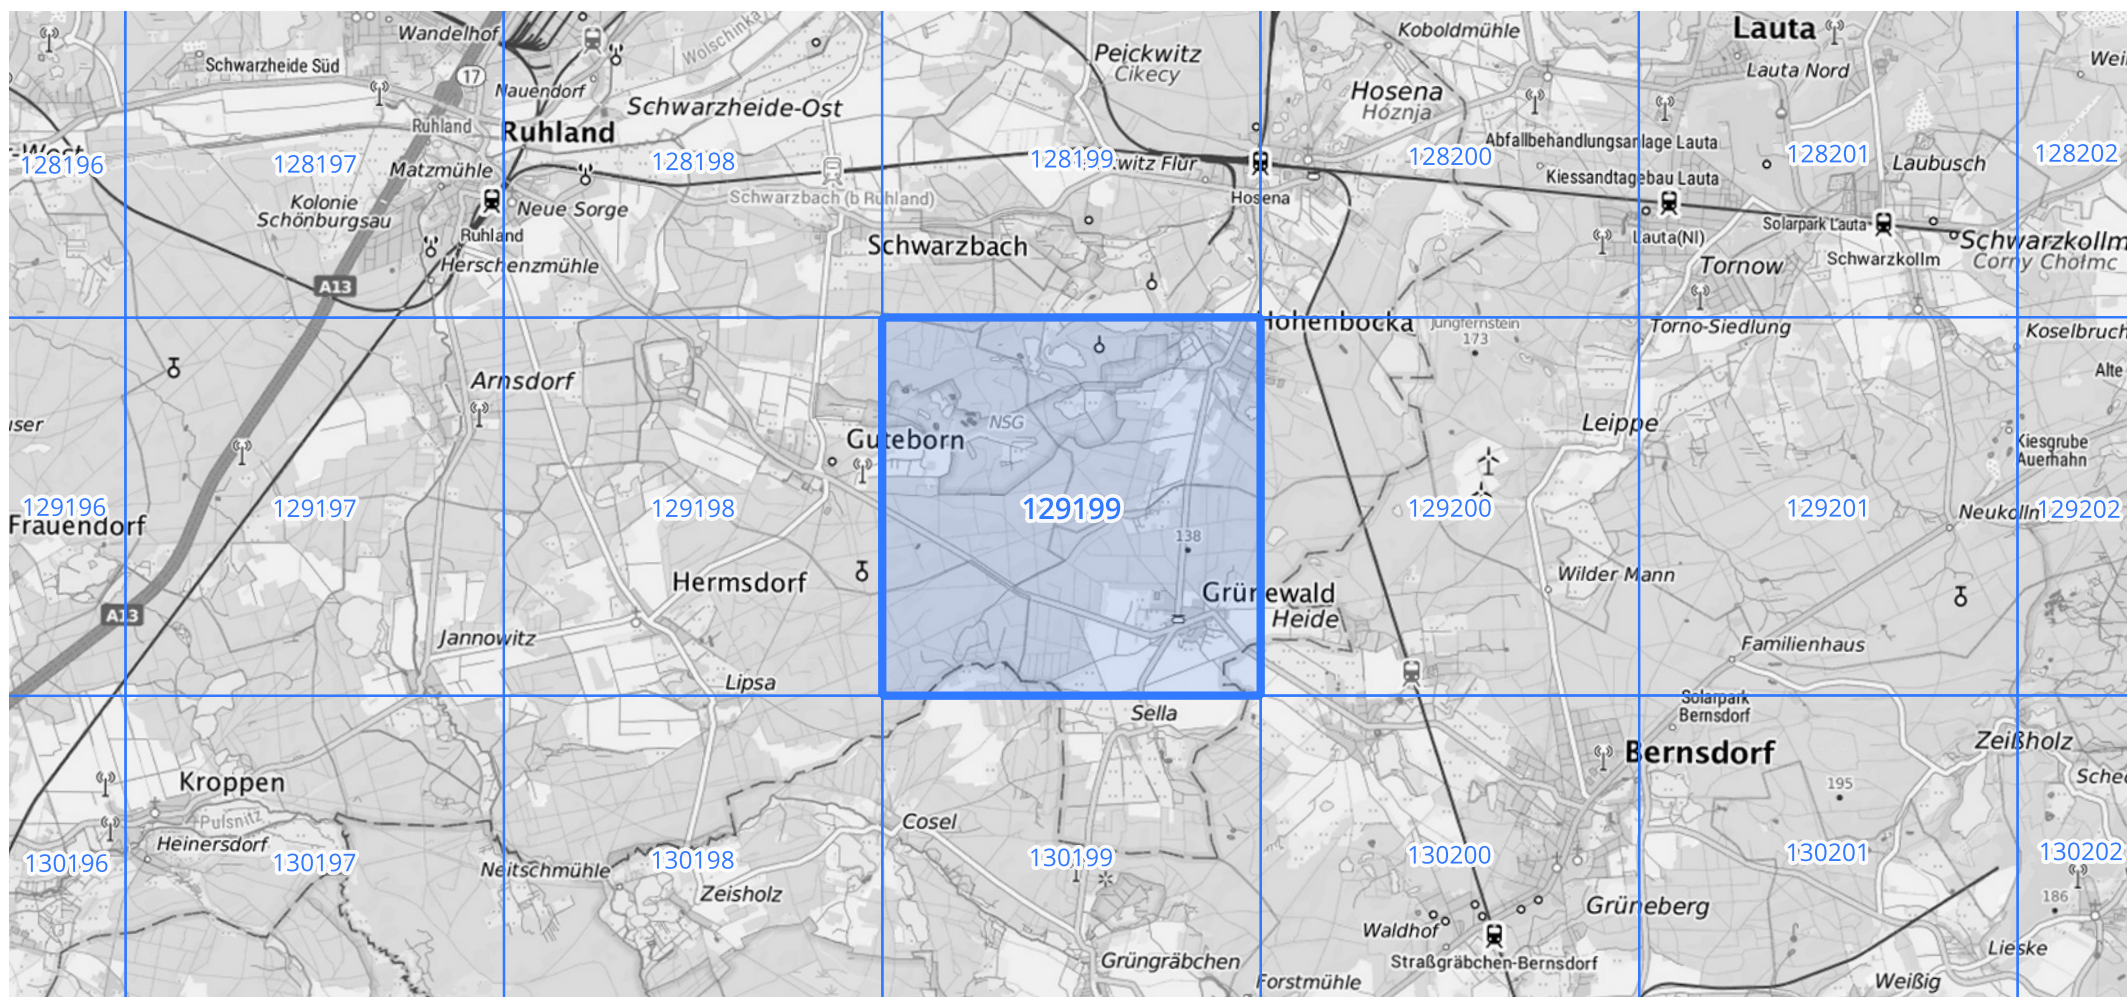 Wandelhof
Schwarzheide Süd
17
Nauendorf
Wolschinka
Schwarzheide-Ost
Peickwitz
Cikecy
Koboldmühle
Hosena
Hóznja
Lauta
Lauta Nord
Ruhland
Ruhland
Matzmühle
-West
128196
128197
128198
128199
128200
128201
128202
Abfallbehandlungsanlage Lauta
Kiessandtagebau Lauta
Laubusch
witz Flur
Hosena
Kolonie
Schönburgsau
Neue Sorge
Ruhland
Schwarzbach (b Ruhland)
Schwarzbach
Herschenzmühle
A13
Lauta(Nl)
Solarpark Lauta
Schwarzkollm
Schwarzkollm
Čorny Chołmc
Tornow
Hohenbocka
Jungfernstein
173
Torno-Siedlung
Koselbruch
Alte
Arnsdorf
NSG
Guteborn
Leippe
Kiesgrube
Auerhahn
user
129196
129197
129198
129199
129200
129201
129202
Frauendorf
Neukolln
138
Hermsdorf
Grünewald
Heide
Wilder Mann
A13
Jannowitz
Familienhaus
Lipsa
Sella
Solarpark
Bernsdorf
Bernsdorf
Zeißholz
Kroppen
Pulsnitz
195
Heinersdorf
Cosel
130196
130197
130198
130199
130200
130201
130202
Neitschmühle
Zeisholz
Grüneberg
186
Waldhof
Straßgräbchen-Bernsdorf
Grüngräbchen
Forstmühle
Lieske
Weißig